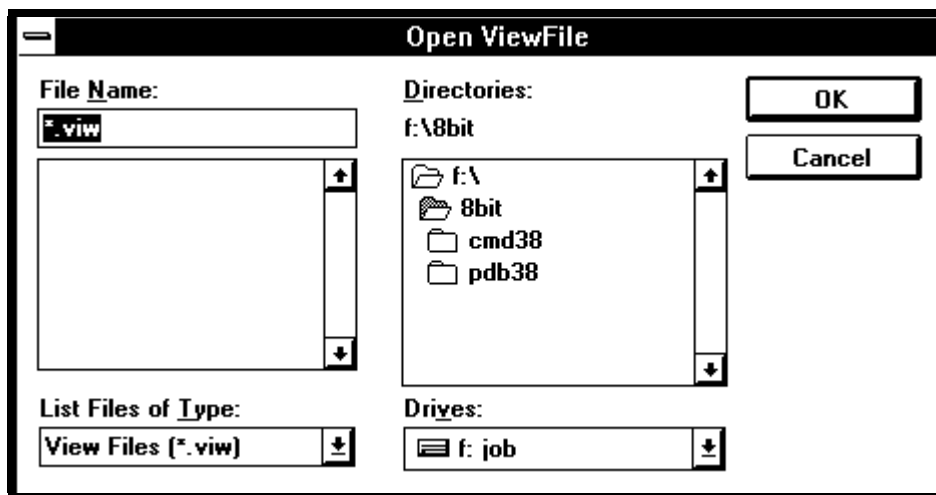 Open ViewFile
File Name:
*.viw
List Files of Type:
View Files (*.viw)
Directories:
f:\8bit
f:\
8bit
cmd38
pdb38
Drives:
f: job
OK
Cancel